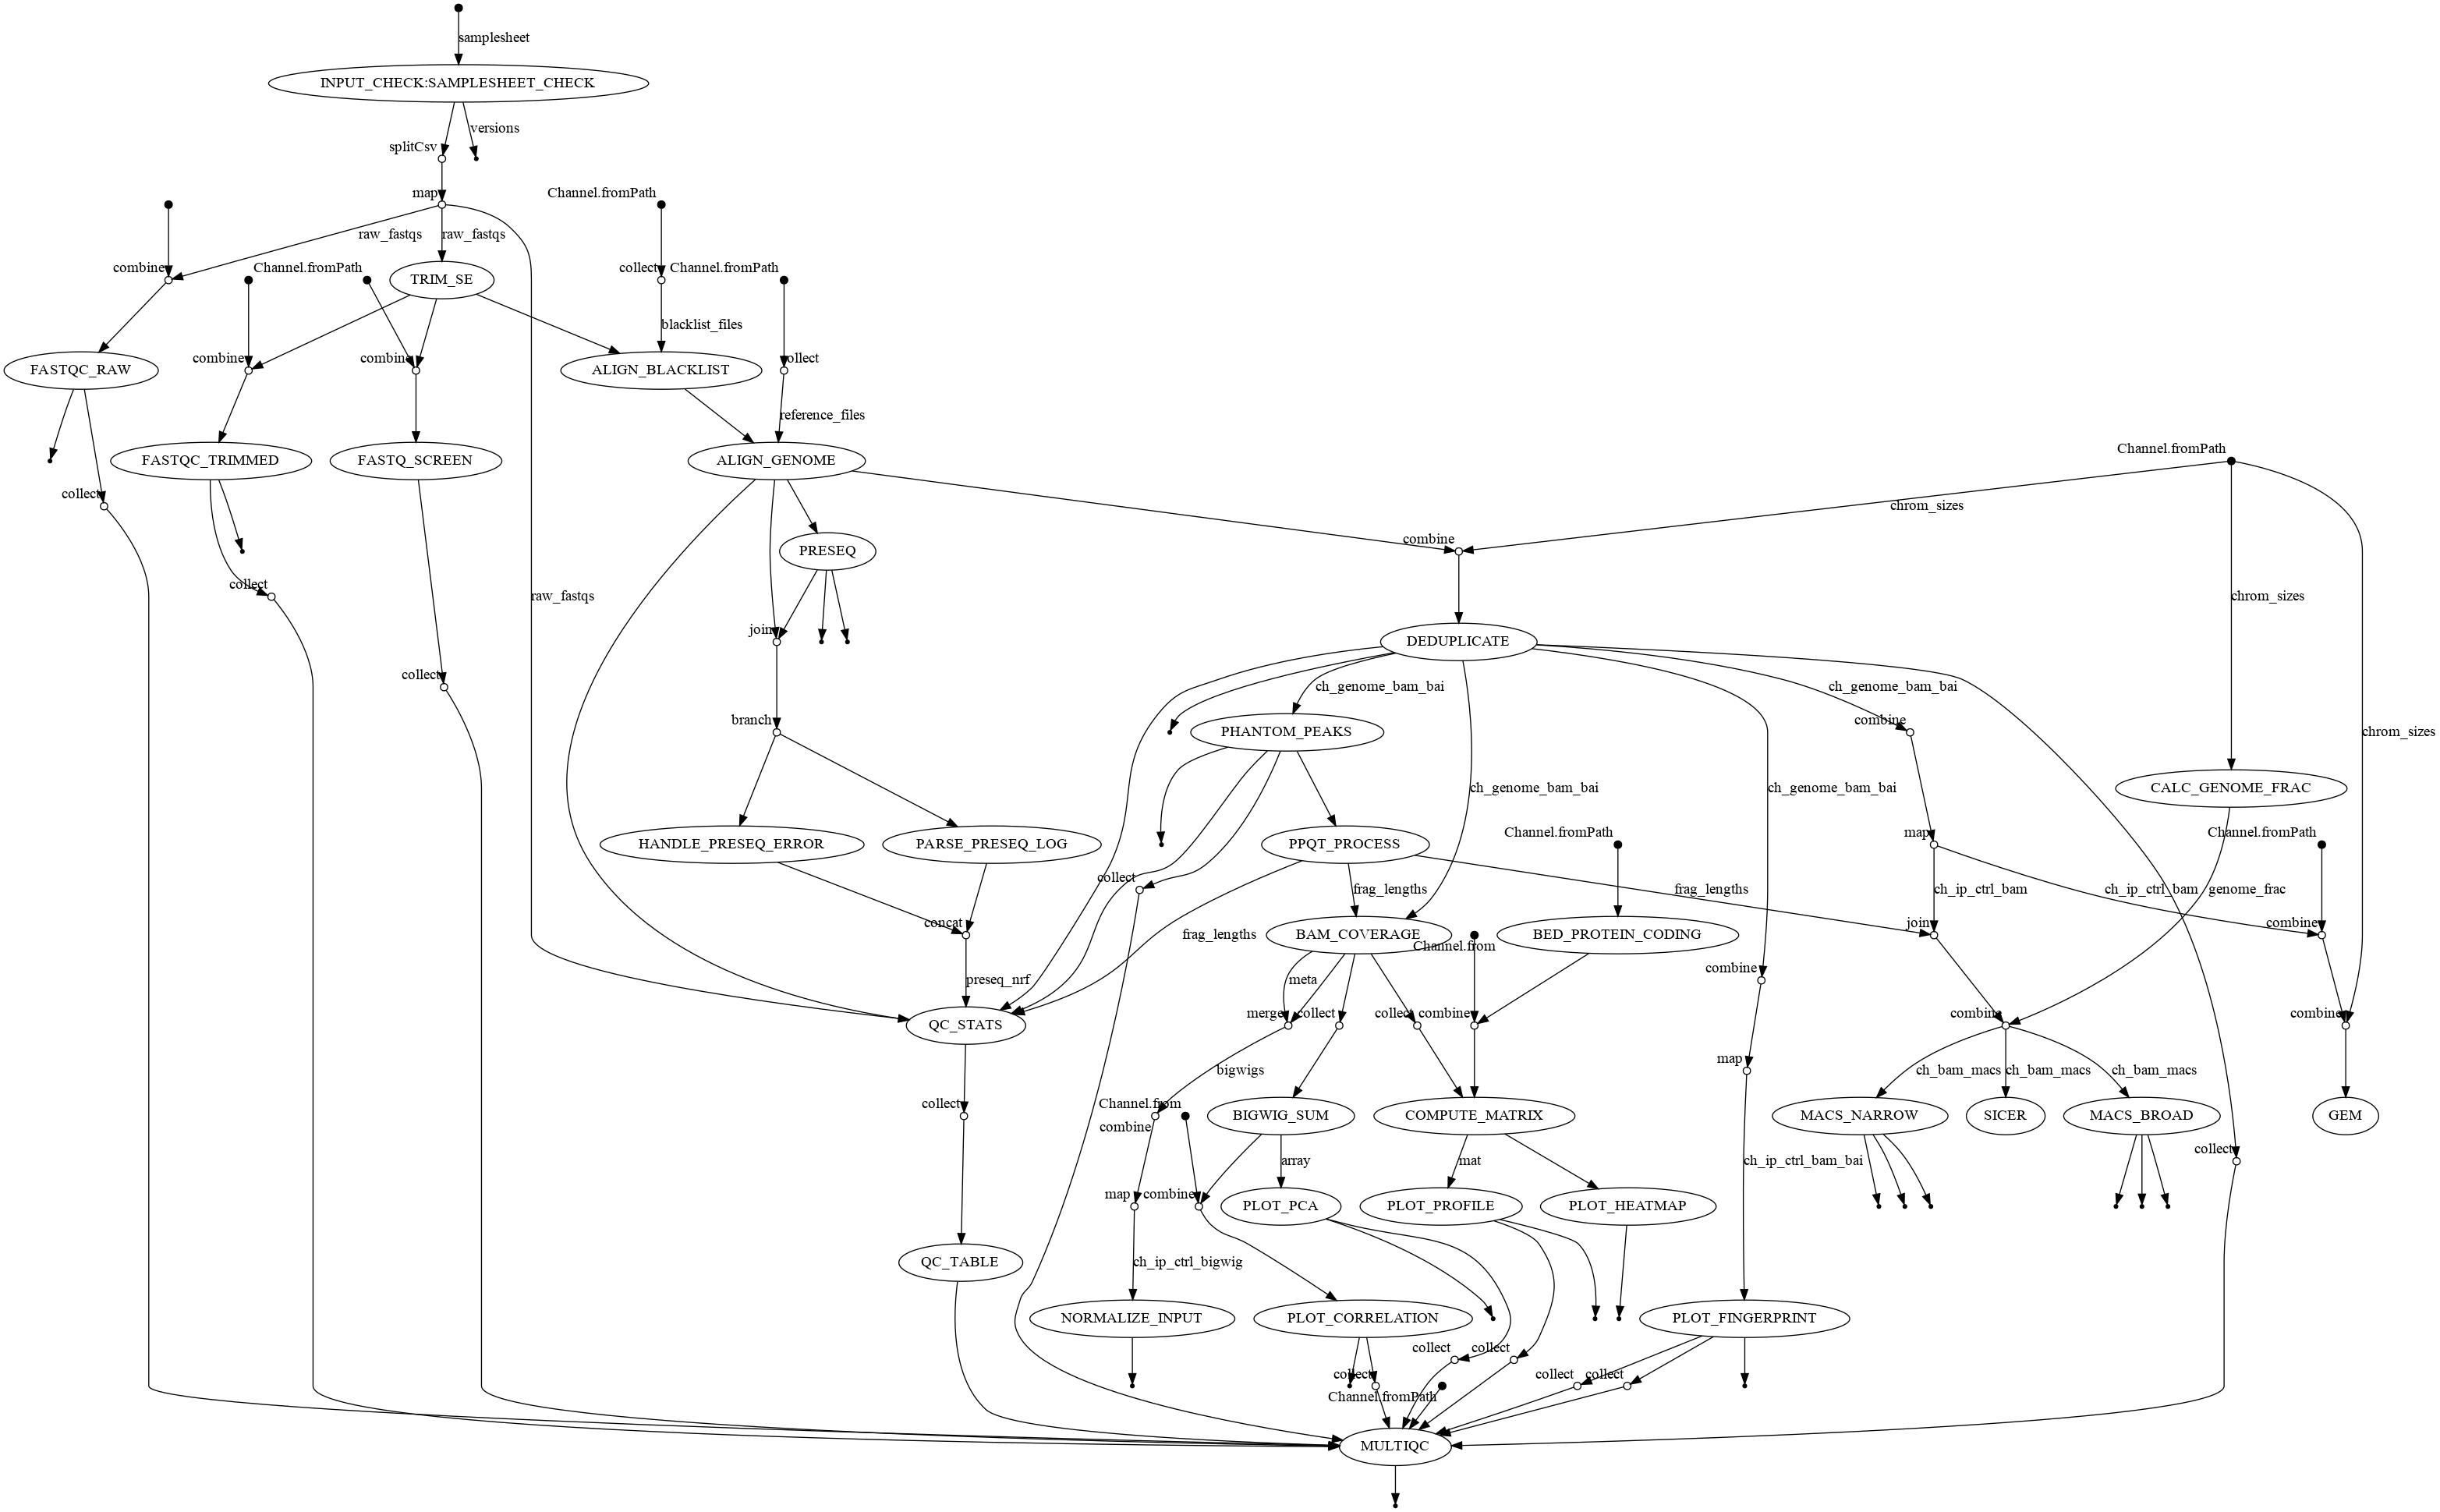 samplesheet
INPUT_CHECK:SAMPLESHEET_CHECK
versions
splitCsv
map
Channel.fromPath
raw_fastqs
raw_fastqs
combine
Channel.fromPath
collect
Channel.fromPath
TRIM_SE
blacklist_files
combine
combine
collect
FASTQC_RAW
ALIGN_BLACKLIST
reference_files
Channel.fromPath
FASTQC_TRIMMED
FASTQ_SCREEN
ALIGN_GENOME
collect
chrom_sizes
combine
PRESEQ
collect
raw_fastqs
chrom_sizes
join
DEDUPLICATE
collect
ch_genome_bam_bai
ch_genome_bam_bai
branch
combine
PHANTOM_PEAKS
chrom_sizes
ch_genome_bam_bai
ch_genome_bam_bai
CALC_GENOME_FRAC
Channel.fromPath
map
Channel.fromPath
HANDLE_PRESEQ_ERROR
PARSE_PRESEQ_LOG
PPQT_PROCESS
collect
frag_lengths
frag_lengths
ch_ip_ctrl_bam
ch_ip_ctrl_bam
genome_frac
concat
join
combine
frag_lengths
BAM_COVERAGE
BED_PROTEIN_CODING
Channel.from
combine
preseq_nrf
meta
merge
collect
collect
combine
combine
combine
QC_STATS
map
bigwigs
ch_bam_macs
ch_bam_macs
ch_bam_macs
collect
Channel.from
combine
BIGWIG_SUM
COMPUTE_MATRIX
MACS_NARROW
SICER
MACS_BROAD
GEM
collect
array
mat
ch_ip_ctrl_bam_bai
map
combine
PLOT_PCA
PLOT_PROFILE
PLOT_HEATMAP
QC_TABLE
ch_ip_ctrl_bigwig
NORMALIZE_INPUT
PLOT_CORRELATION
PLOT_FINGERPRINT
collect
collect
collect
collect
collect
Channel.fromPath
MULTIQC